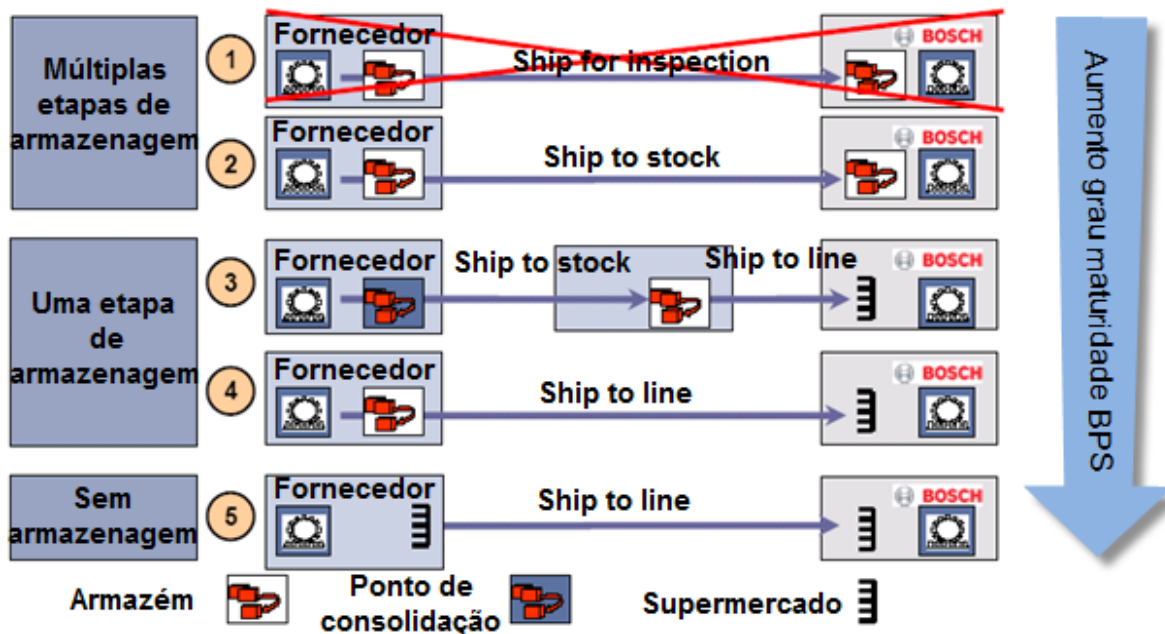 Múltiplas
etapas de
armazenagem
1
Fornecedor
Ship for inspection
BOSCH
2
Fornecedor
Ship to stock
BOSCH
Uma etapa
de
armazenagem
3
Fornecedor
Ship to stock
Ship to line
BOSCH
4
Fornecedor
Ship to line
BOSCH
Sem
armazenagem
5
Fornecedor
Ship to line
BOSCH
Aumento grau maturidade BPS
Armazém
Ponto de
consolidação
Supermercado